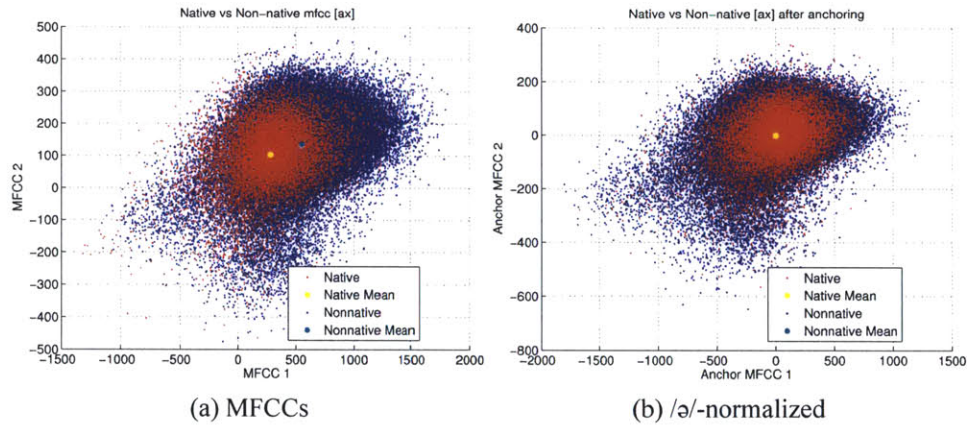 Native vs Non-native mfcc [ax]
500
400
300
200
100
0
-100
-200
-300
-400
-500
MFCC 2
-1500 -1000 -500 0 500 1000 1500 2000
MFCC 1
Native
Native Mean
Nonnative
Nonnative Mean
(a) MFCCs
Native vs Non-native [ax] after anchoring
400
200
0
-200
-400
-600
-800
Anchor MFCC 2
-2000 -1500 -1000 -500 0 500 1000 1500
Anchor MFCC 1
Native
Native Mean
Nonnative
Nonnative Mean
(b) /ə/-normalized